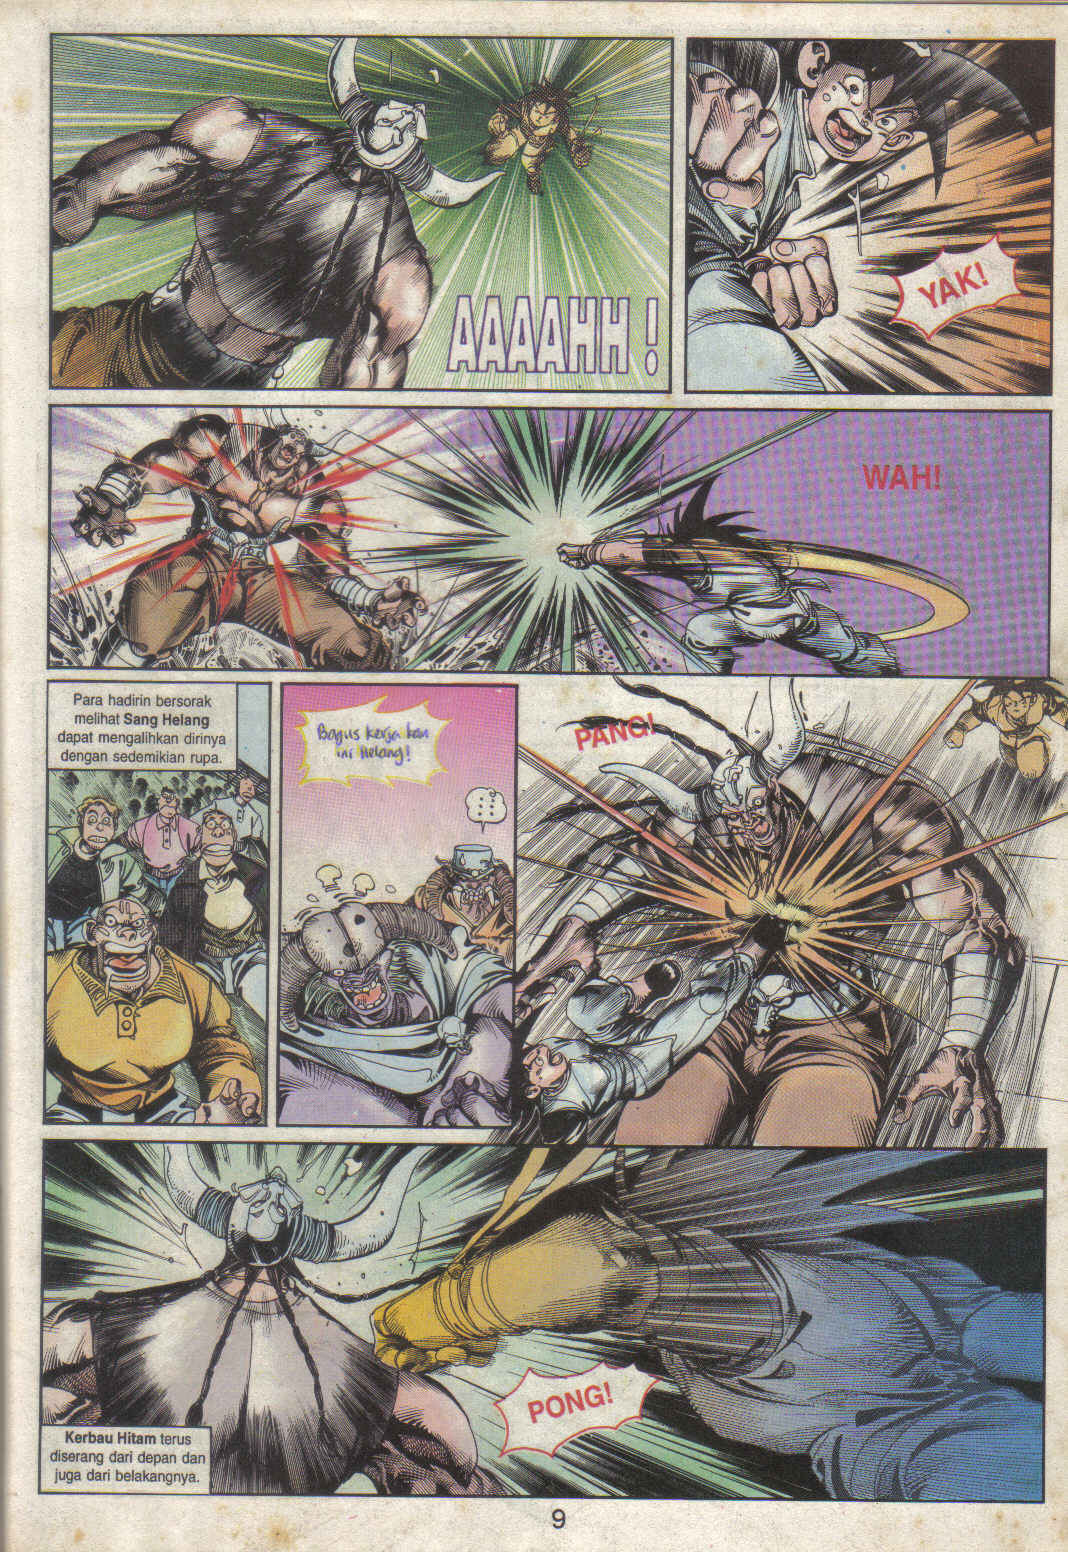 AAAAHH !
YAK!
WAH!
Para hadirin bersorak
melihat Sang Helang
dapat mengalihkan dirinya
dengan sedemikian rupa.
Bagus kerja kau
ini Helang!
PANG!
PONG!
Kerbau Hitam terus
diserang dari depan dan
juga dari belakangnya.
9